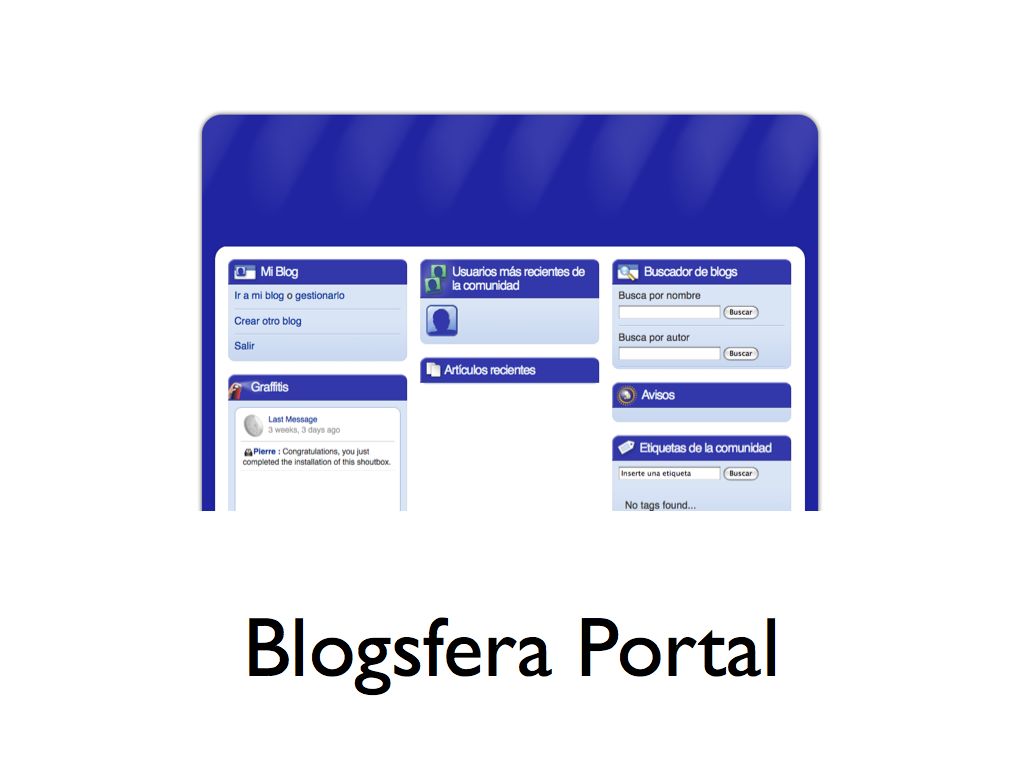 Mi Blog
Ir a mi blog o gestionarlo
Crear otro blog
Salir
Graffitis
Last Message
3 weeks, 3 days ago
Pierre : Congratulations, you just
completed the installation of this shoutbox.
Usuarios más recientes de
la comunidad
Artículos recientes
Buscador de blogs
Busca por nombre
Buscar
Busca por autor
Buscar
Avisos
Etiquetas de la comunidad
Inserte una etiqueta Buscar
No tags found...
Blogsfera Portal